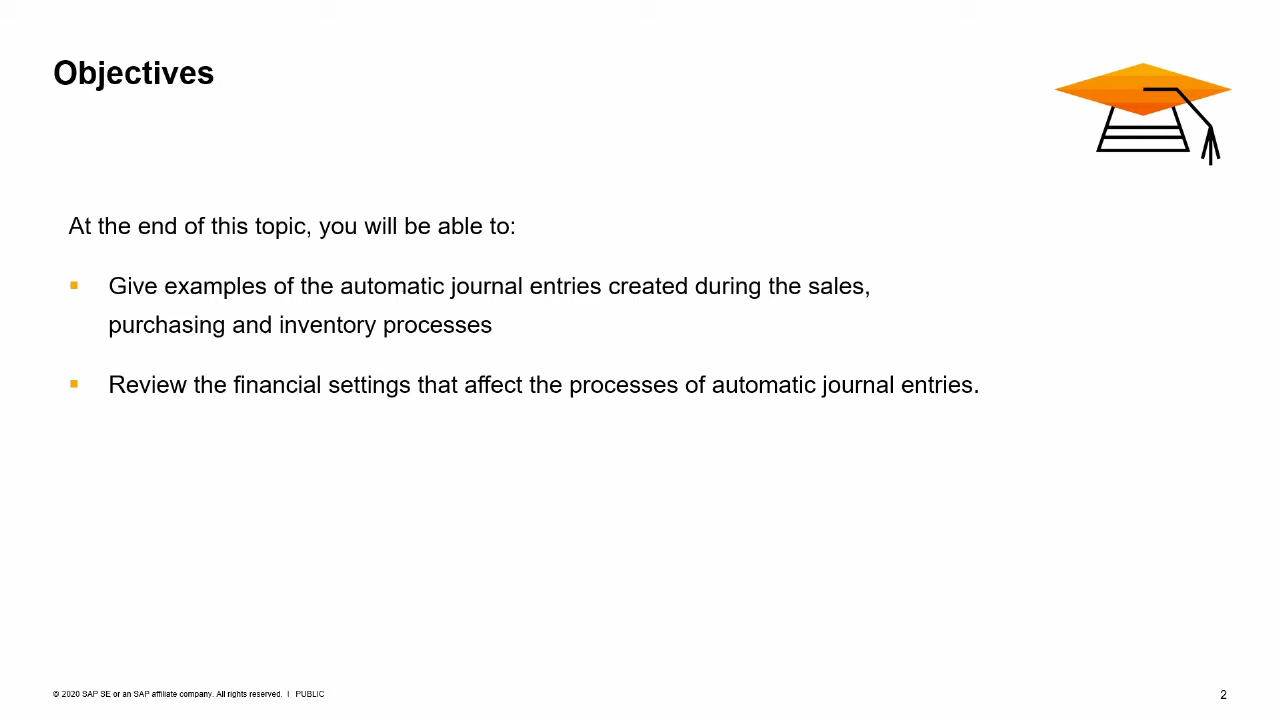 Objectives
At the end of this topic, you will be able to:
Give examples of the automatic journal entries created during the sales,
purchasing and inventory processes
Review the financial settings that affect the processes of automatic journal entries.
© 2020 SAP SE or an SAP affiliate company. All rights reserved. I PUBLIC
2